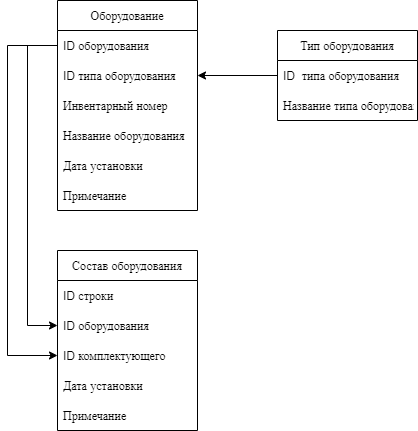 Оборудование
ID оборудования
ID типа оборудования
Инвентарный номер
Название оборудования
Дата установки
Примечание
Тип оборудования
ID типа оборудования
Название типа оборудова
Состав оборудования
ID строки
ID оборудования
ID комплектующего
Дата установки
Примечание